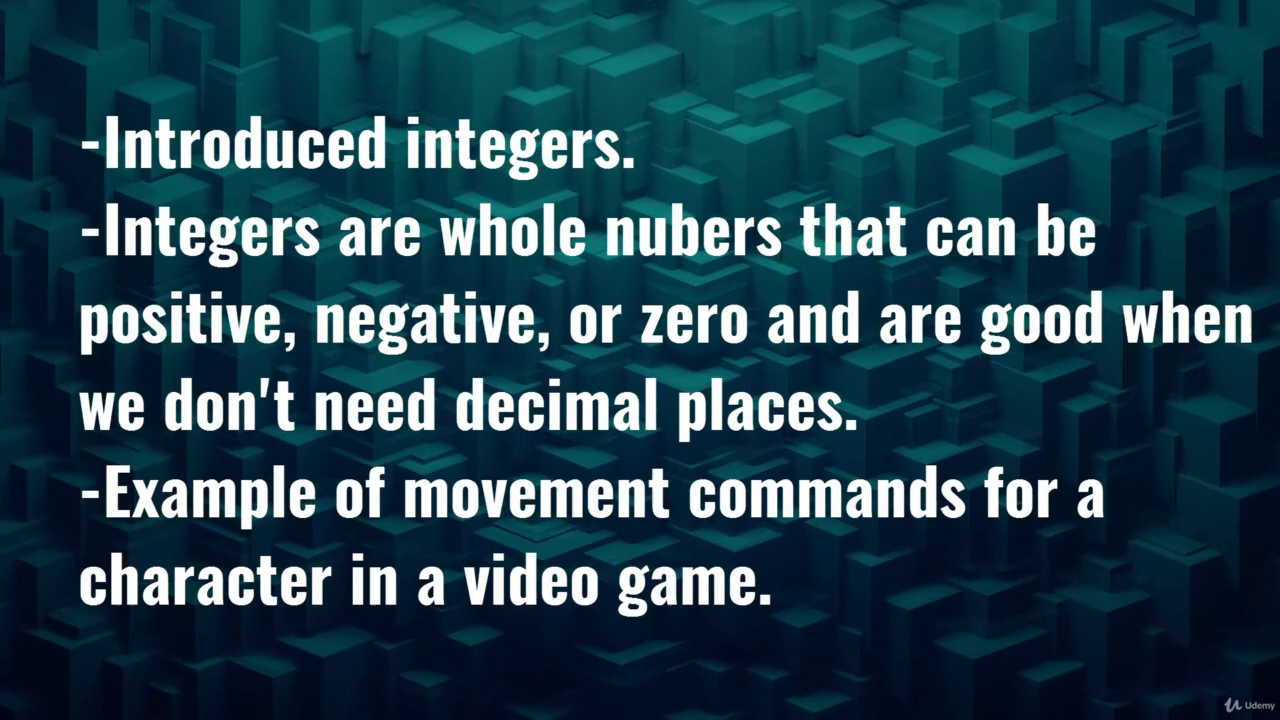 -Introduced integers.
-Integers are whole nubers that can be
positive, negative, or zero and are good when
we don't need decimal places.
-Example of movement commands for a
character in a video game.
Udemy